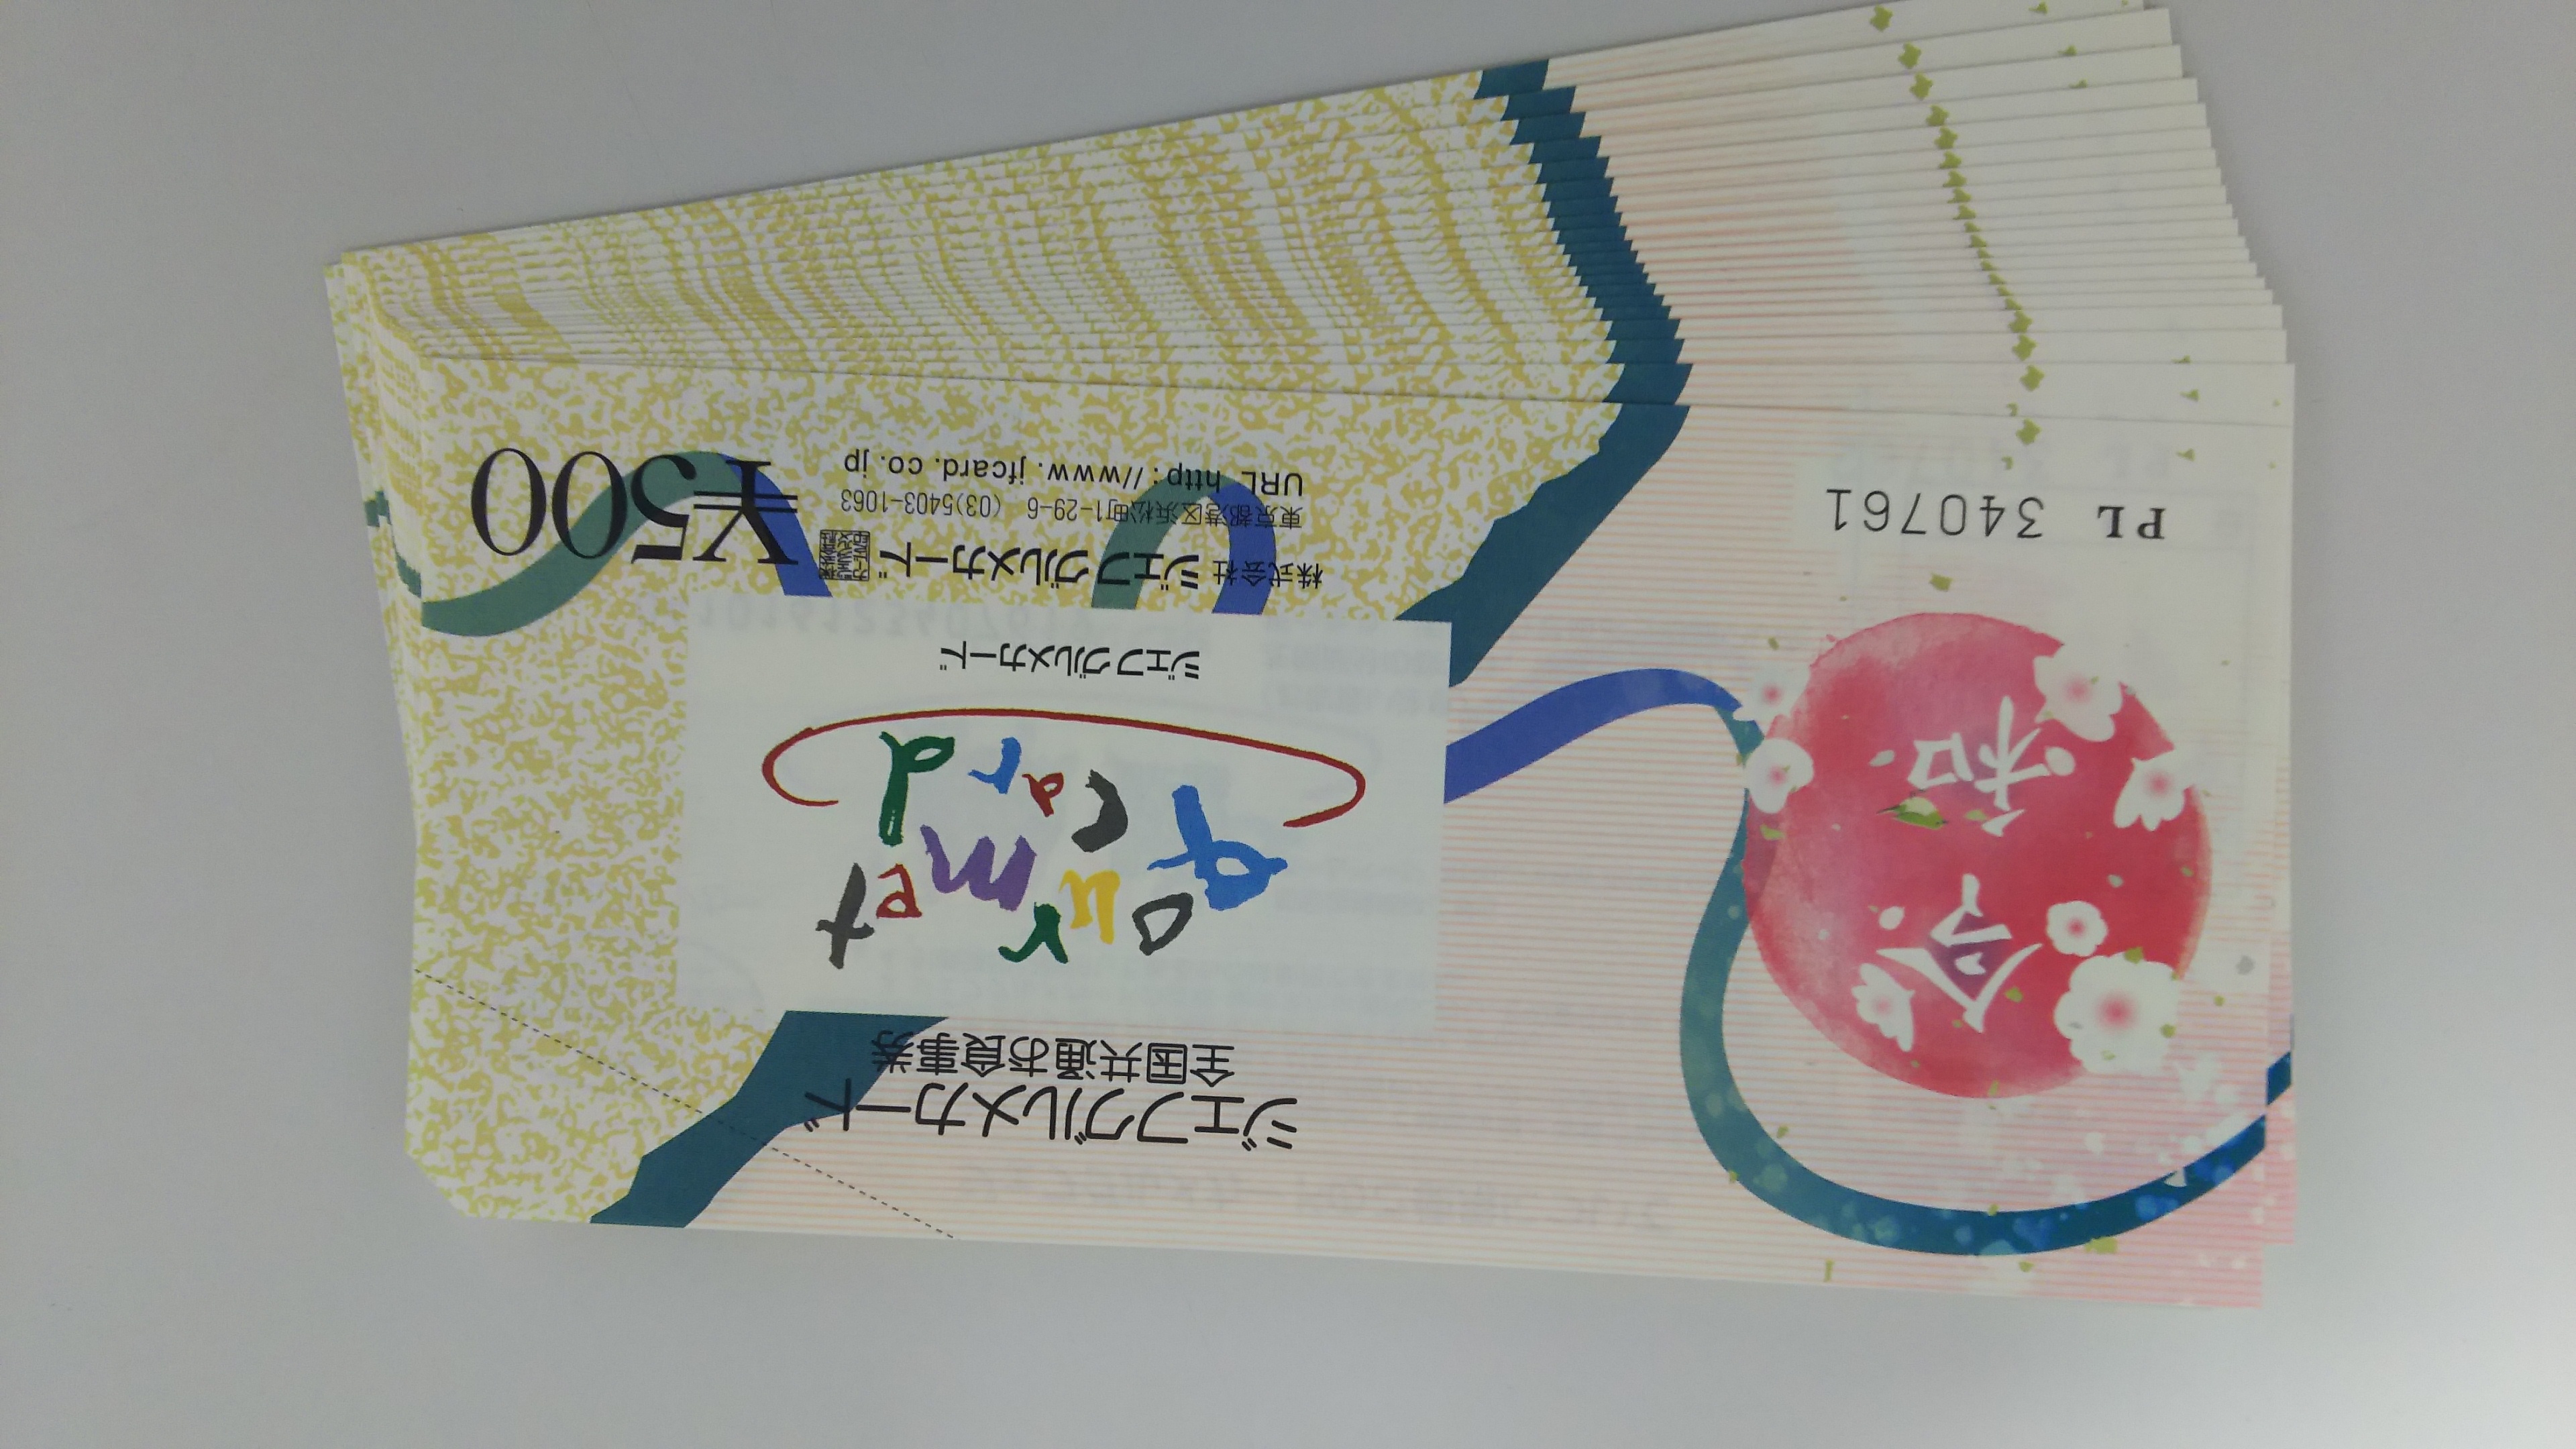 ジェフグルメカード
全国共通お食事券
gourmet
card
ジェフグルメカード
株式会社 ジェフグルメカード
東京都港区浜松町1-29-6 (03)5403-1063
URL http://www.jfcard.co.jp
¥500
令和
PL 340761